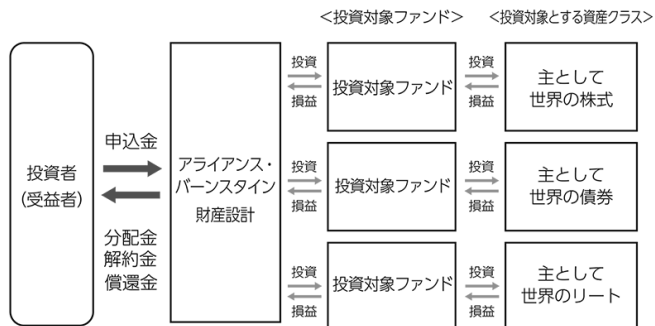 ＜投資対象ファンド＞
＜投資対象とする資産クラス＞
投資者
（受益者）
申込金
分配金
解約金
償還金
アライアンス・
バーンスタイン
財産設計
投資
損益
投資対象ファンド
投資
損益
主として
世界の株式
投資
損益
投資対象ファンド
投資
損益
主として
世界の債券
投資
損益
投資対象ファンド
投資
損益
主として
世界のリート